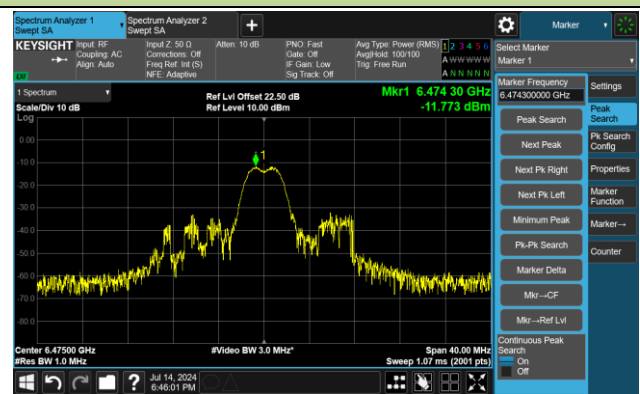 Spectrum Analyzer 1
Swept SA
Spectrum Analyzer 2
Swept SA
Marker
KEYSIGHT
Input: RF
Coupling: AC
Align: Auto
Input Z: 50 Ω
Corrections: Off
Freq Ref: Int (S)
NFE: Adaptive
Atten: 10 dB
PNO: Fast
Gate: Off
IF Gain: Low
Sig Track: Off
Avg Type: Power (RMS)
Avg|Hold: 100/100
Trig: Free Run
1 2 3 4 5 6
A W W W W W
A N N N N N
LVI
1 Spectrum
Scale/Div 10 dB
Ref Lvl Offset 22.50 dB
Ref Level 10.00 dBm
Mkr1 6.474 30 GHz
-11.773 dBm
Log
0.00
-10.0
-20.0
-30.0
-40.0
-50.0
-60.0
-70.0
-80.0
1
Center 6.47500 GHz
#Res BW 1.0 MHz
#Video BW 3.0 MHz*
Span 40.00 MHz
Sweep 1.07 ms (2001 pts)
Jul 14, 2024
6:46:01 PM
Select Marker
Marker 1
Marker Frequency
6.474300000 GHz
Peak Search
Next Peak
Next Pk Right
Next Pk Left
Minimum Peak
Pk-Pk Search
Marker Delta
Mkr→CF
Mkr→Ref Lvl
Continuous Peak
Search
On
Off
Settings
Peak
Search
Pk Search
Config
Properties
Marker
Function
Marker→
Counter